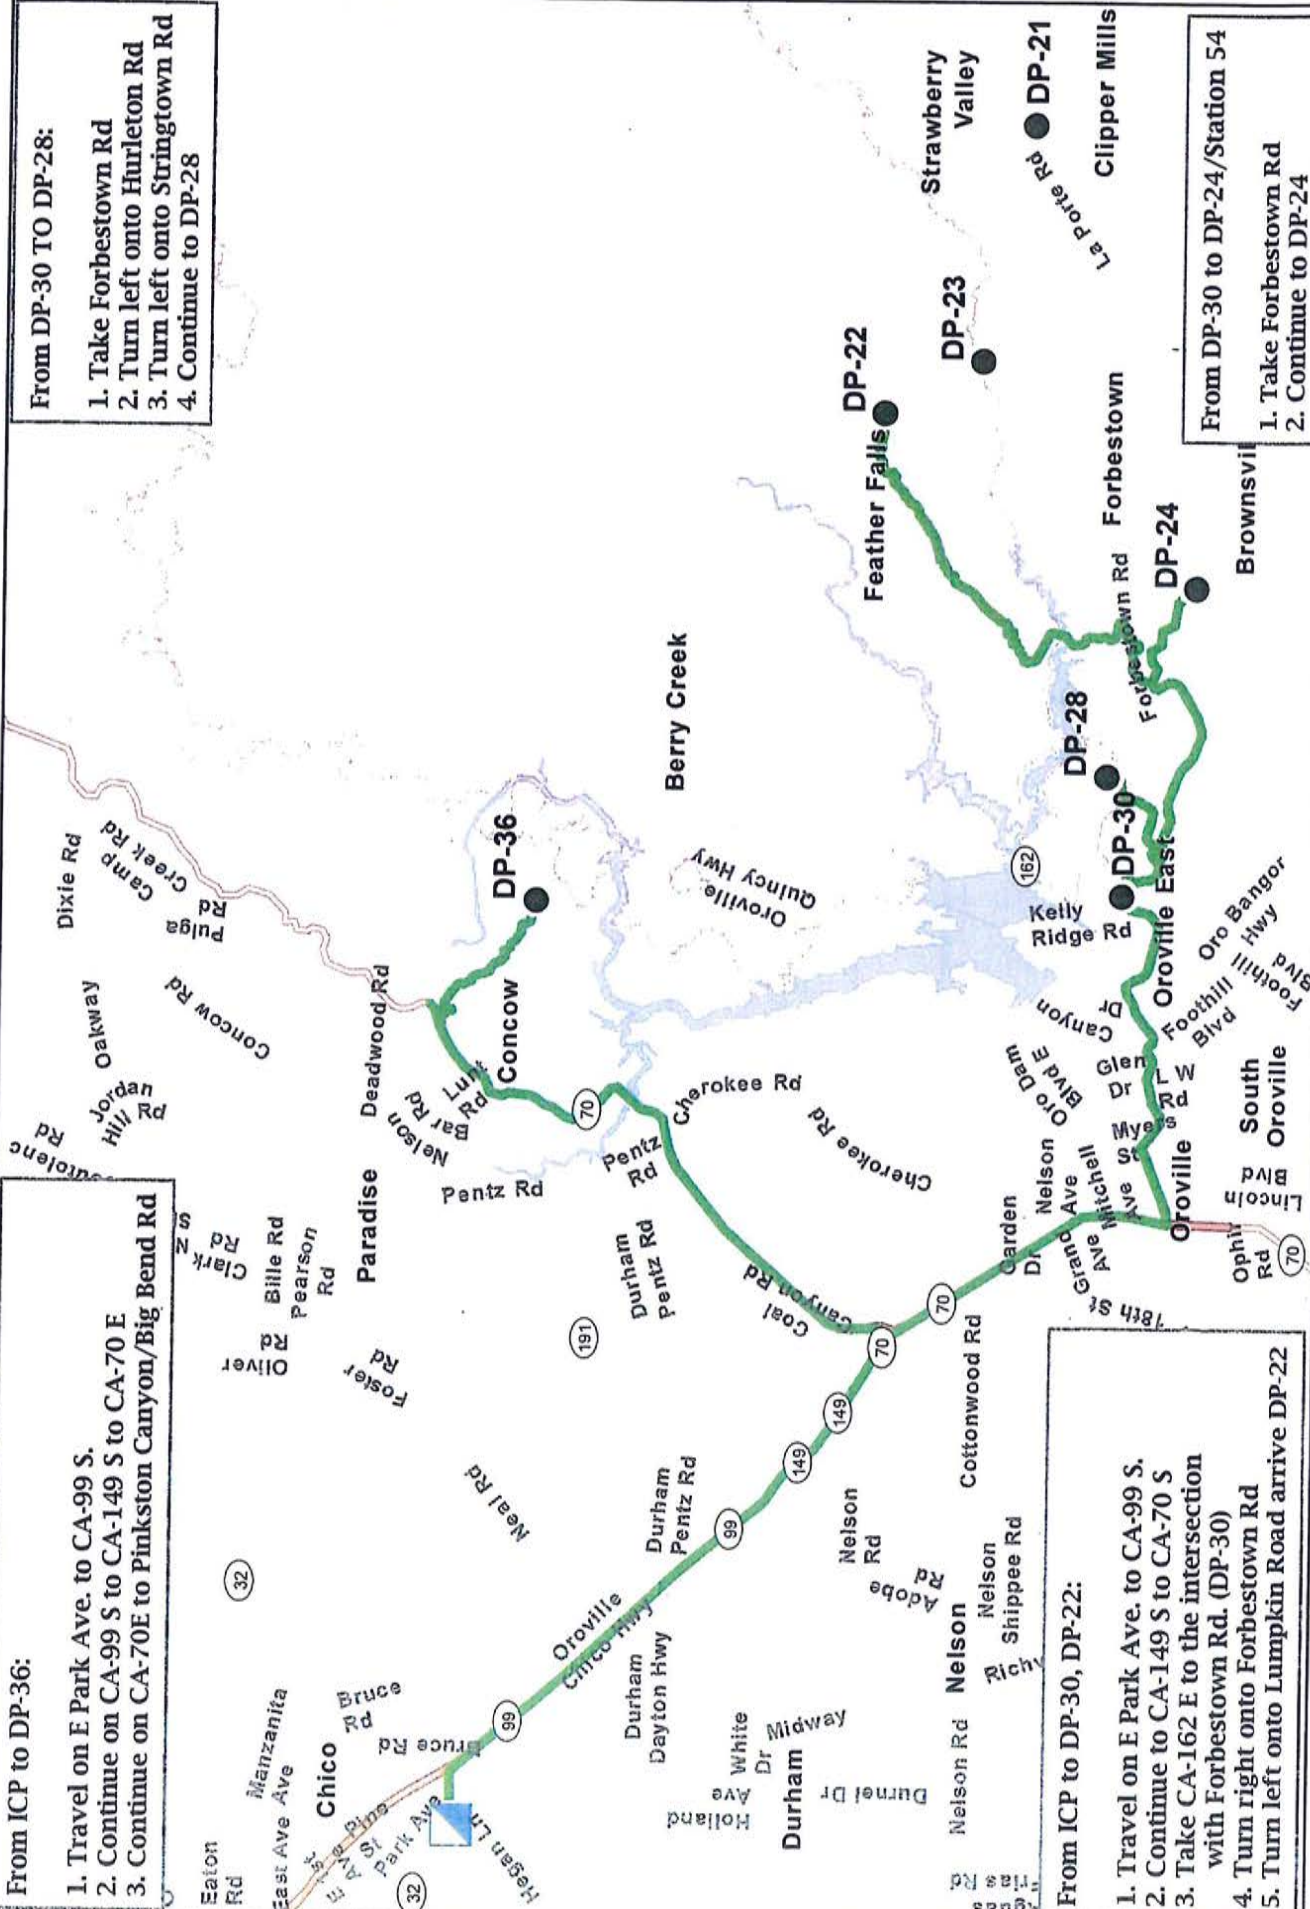 From ICP to DP-36:
1. Travel on E Park Ave. to CA-99 S.
2. Continue on CA-99 S to CA-149 S to CA-70 E
3. Continue on CA-70E to Pinkston Canyon/Big Bend Rd
From DP-30 TO DP-28:
1. Take Forbestown Rd
2. Turn left onto Hurleton Rd
3. Turn left onto Stringtown Rd
4. Continue to DP-28
Eaton
Rd
East Ave Ave
Manzanita
Chico
Bruce
Rd
Bruce Rd
E 1st
Ave
Pine
St
Park Ave
Hegan Ln
32
32
99
Oroville
Chico Hwy
Neal Rd
Oliver
Rd
Foster
Rd
Clark
Rd
N
S
Bille Rd
Pearson
Rd
Paradise
Rd
Jordan
Hill Rd
Oakway
Dixie Rd
Camp
Creek Rd
Pulga
Rd
Concow Rd
Deadwood Rd
Nelson
Bar Rd
Lunt
Rd
Concow
DP-36
70
Pentz Rd
Pentz
Rd
Durham
Pentz Rd
191
Cherokee Rd
Cherokee Rd
Coal
Canyon Rd
Berry Creek
Oroville
Quincy Hwy
Durham
Pentz Rd
99
149
149
70
70
Durham
Dayton Hwy
White
Dr
Midway
Holland
Ave
Durham
Durnel Dr
Nelson
Rd
Adobe
Rd
Nelson
Nelson Rd
Nelson
Shippee Rd
Cottonwood Rd
Garden
Dr
Nelson
Ave
Grand
Ave
Mitchell
Ave
18th St
Oro Dam
Blvd E
Canyon
Dr
Glen
Dr
L W
Rd
Myers
St
Oroville
South
Oroville
Lincoln
Blvd
Ophir
Rd
70
Foothill
Blvd
Foothill
Blvd
Oro Bangor
Hwy
Oroville East
Kelly
Ridge Rd
162
DP-30
DP-28
Forbestown Rd
Forbestown
DP-24
Feather Falls
DP-22
DP-23
Strawberry
Valley
La Porte Rd
DP-21
Clipper Mills
From ICP to DP-30, DP-22:
1. Travel on E Park Ave. to CA-99 S.
2. Continue to CA-149 S to CA-70 S
3. Take CA-162 E to the intersection
with Forbestown Rd. (DP-30)
4. Turn right onto Forbestown Rd
5. Turn left onto Lumpkin Road arrive DP-22
From DP-30 to DP-24/Station 54
1. Take Forbestown Rd
2. Continue to DP-24